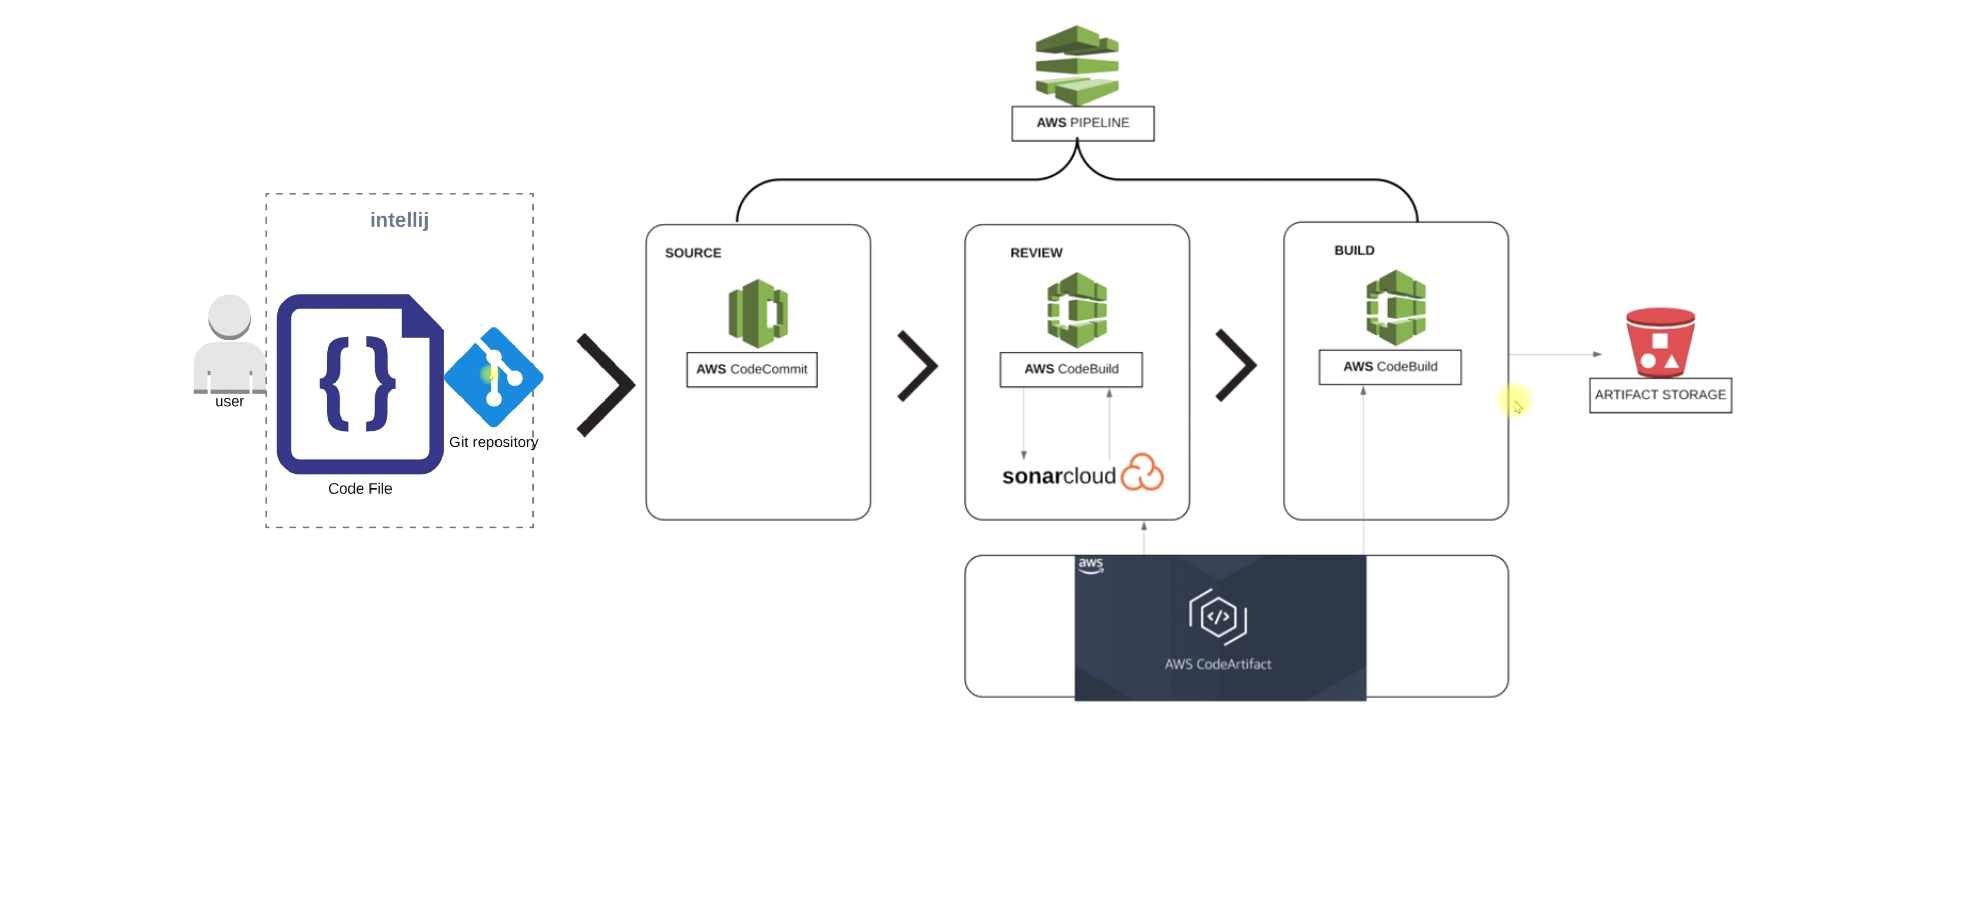 AWS PIPELINE
intellij
user
Code File
Git repository
SOURCE
AWS CodeCommit
REVIEW
AWS CodeBuild
sonarcloud
BUILD
AWS CodeBuild
ARTIFACT STORAGE
aws
AWS CodeArtifact